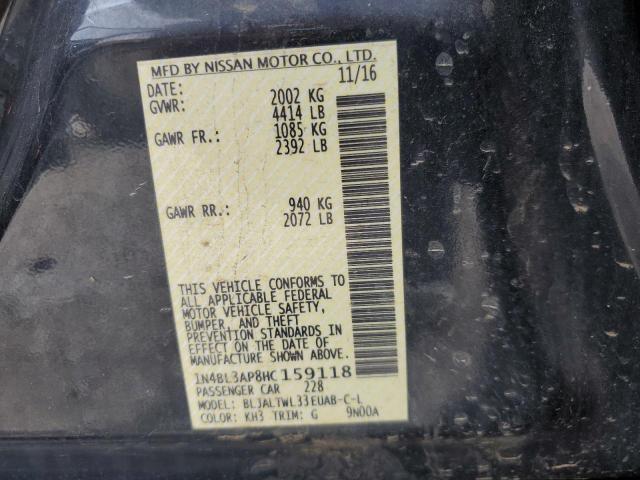 MFD BY NISSAN MOTOR CO., LTD.
DATE: 11/16
GVWR: 2002 KG
4414 LB
GAWR FR.: 1085 KG
2392 LB
GAWR RR.: 940 KG
2072 LB
THIS VEHICLE CONFORMS TO
ALL APPLICABLE FEDERAL
MOTOR VEHICLE SAFETY,
BUMPER, AND THEFT
PREVENTION STANDARDS IN
EFFECT ON THE DATE OF
MANUFACTURE SHOWN ABOVE.
1N4BL3AP8HC159118
PASSENGER CAR 228
MODEL: BLJALTWL33EUAB-C-L
COLOR: KH3 TRIM: G 9N00A